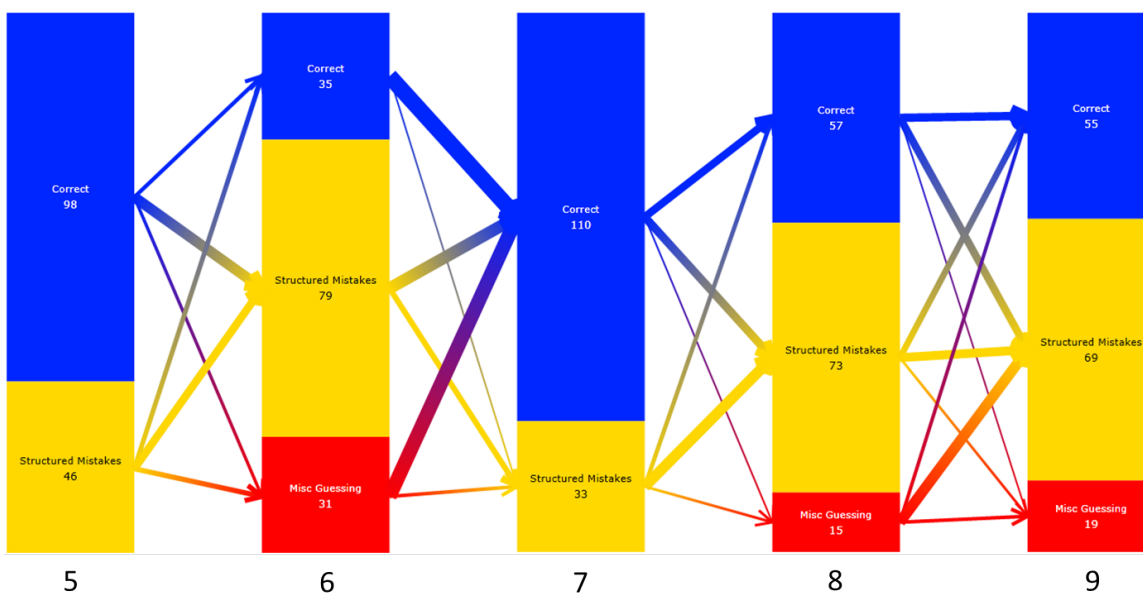 Correct
98
Structured Mistakes
46
Correct
35
Structured Mistakes
79
Misc Guessing
31
Correct
110
Structured Mistakes
33
Correct
57
Structured Mistakes
73
Misc Guessing
15
Correct
55
Structured Mistakes
69
Misc Guessing
19
5 6 7 8 9